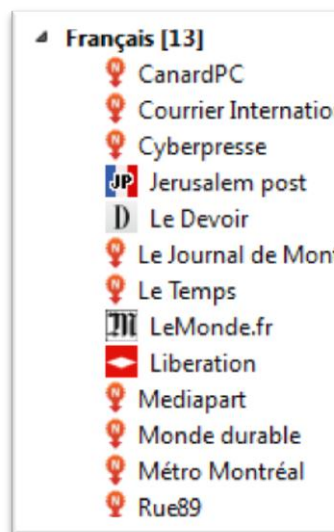 Français [13]
CanardPC
Courrier Internatio
Cyberpresse
JP Jerusalem post
D Le Devoir
Le Journal de Mont
Le Temps
M LeMonde.fr
Liberation
Mediapart
Monde durable
Métro Montréal
Rue89